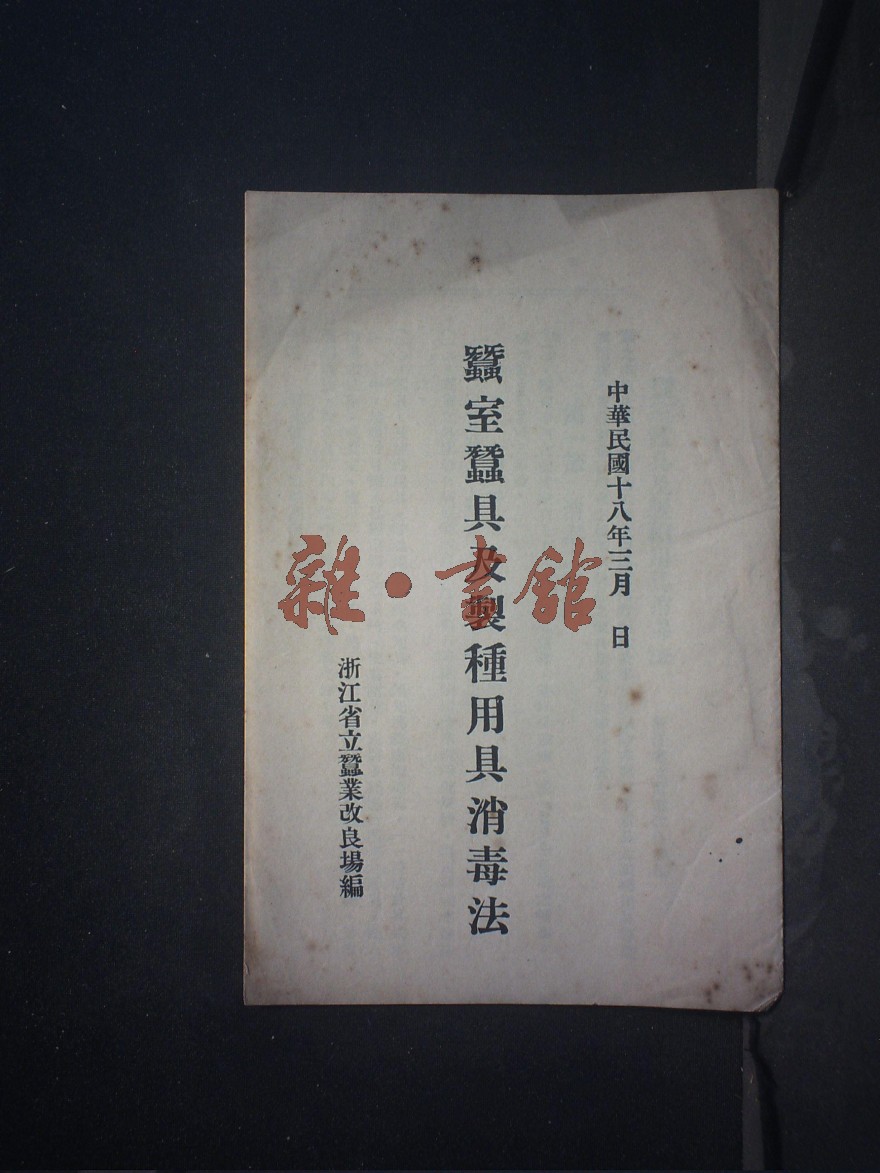 中華民國十八年三月　日
蠶室蠶具及製種用具消毒法
浙江省立蠶業改良場編
雜·書館